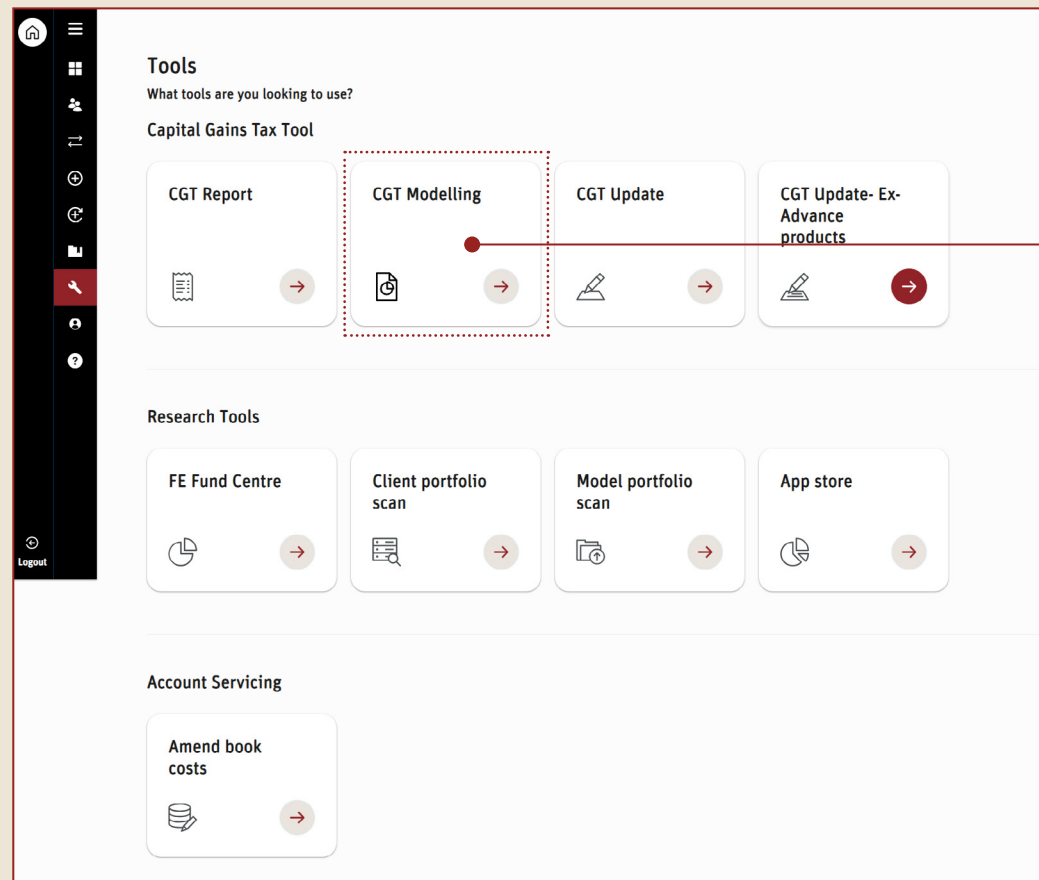 Tools
What tools are you looking to use?
Capital Gains Tax Tool
CGT Report
CGT Modelling
CGT Update
CGT Update- Ex-
Advance
products
Research Tools
FE Fund Centre
Client portfolio
scan
Model portfolio
scan
App store
Logout
Account Servicing
Amend book
costs